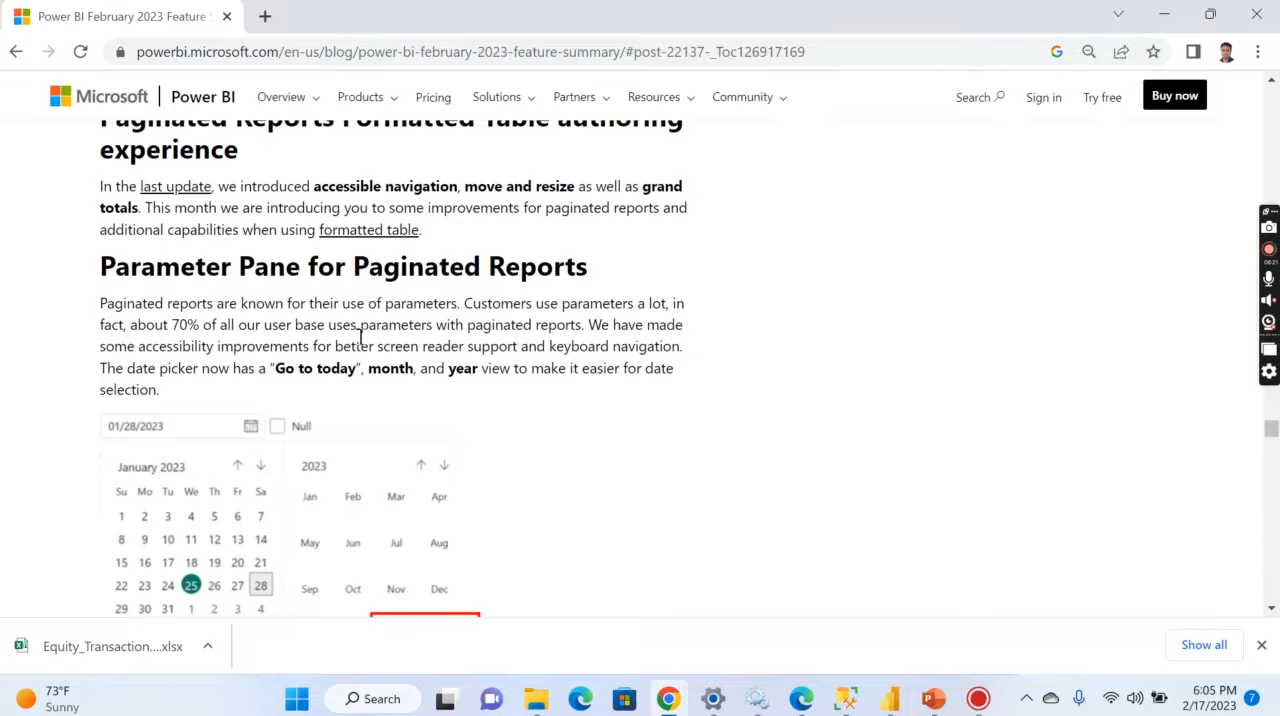 Power BI February 2023 Feature S
powerbi.microsoft.com/en-us/blog/power-bi-february-2023-feature-summary/#post-22137-_Toc126917169
Microsoft Power BI Overview Products Pricing Solutions Partners Resources Community Search Sign in Try free Buy now
Paginated Reports Formatted Table authoring
experience
In the last update, we introduced accessible navigation, move and resize as well as grand
totals. This month we are introducing you to some improvements for paginated reports and
additional capabilities when using formatted table.
Parameter Pane for Paginated Reports
Paginated reports are known for their use of parameters. Customers use parameters a lot, in
fact, about 70% of all our user base uses parameters with paginated reports. We have made
some accessibility improvements for better screen reader support and keyboard navigation.
The date picker now has a “Go to today”, month, and year view to make it easier for date
selection.
01/28/2023 Null
January 2023 2023
Su Mo Tu We Th Fr Sa
Jan Feb Mar Apr
1 2 3 4 5 6 7
8 9 10 11 12 13 14
May Jun Jul Aug
15 16 17 18 19 20 21
22 23 24 25 26 27 28
Sep Oct Nov Dec
29 30 31 1 2 3 4
Equity_Transaction....xlsx Show all
73°F
Sunny
Search
6:05 PM
2/17/2023
7
08:21